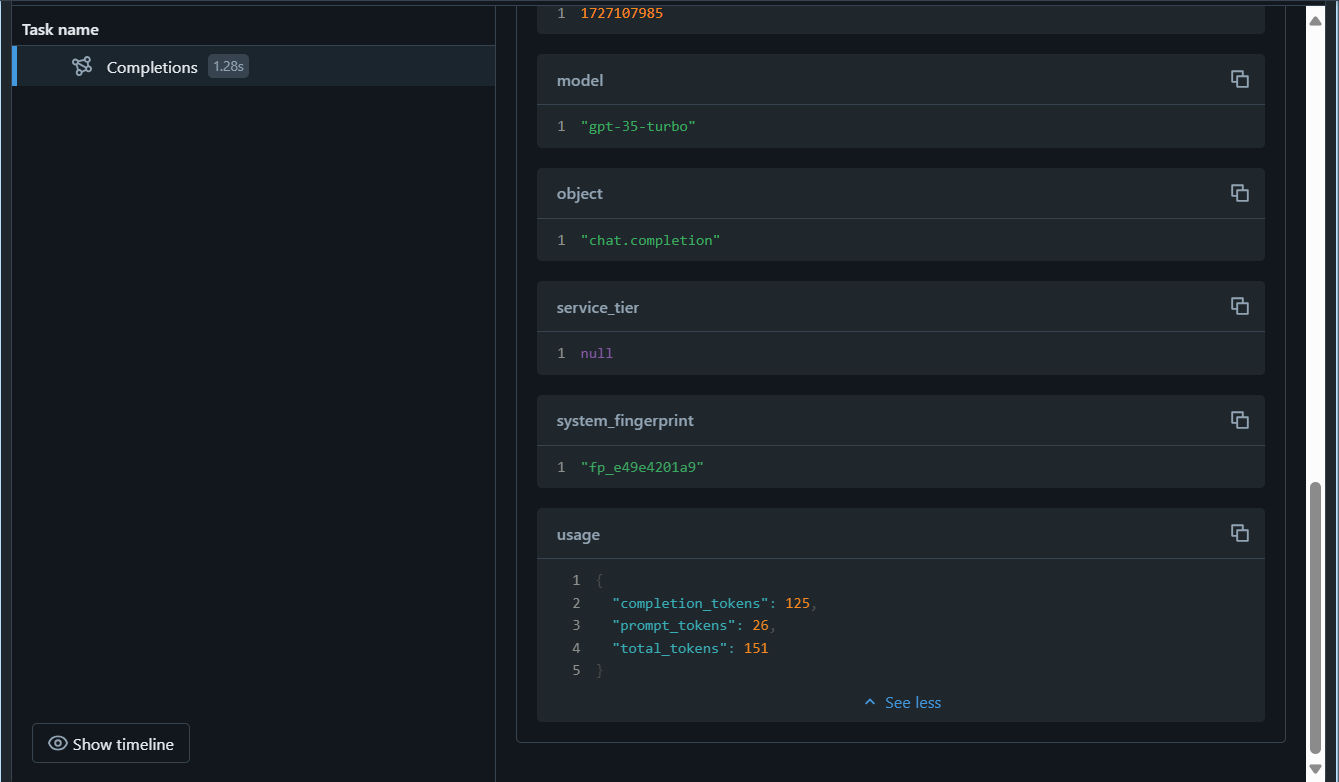 Task name
Completions 1.28s
Show timeline
1 1727107985
model
1 "gpt-35-turbo"
object
1 "chat.completion"
service_tier
1 null
system_fingerprint
1 "fp_e49e4201a9"
usage
1 {
2 "completion_tokens": 125,
3 "prompt_tokens": 26,
4 "total_tokens": 151
5 }
See less